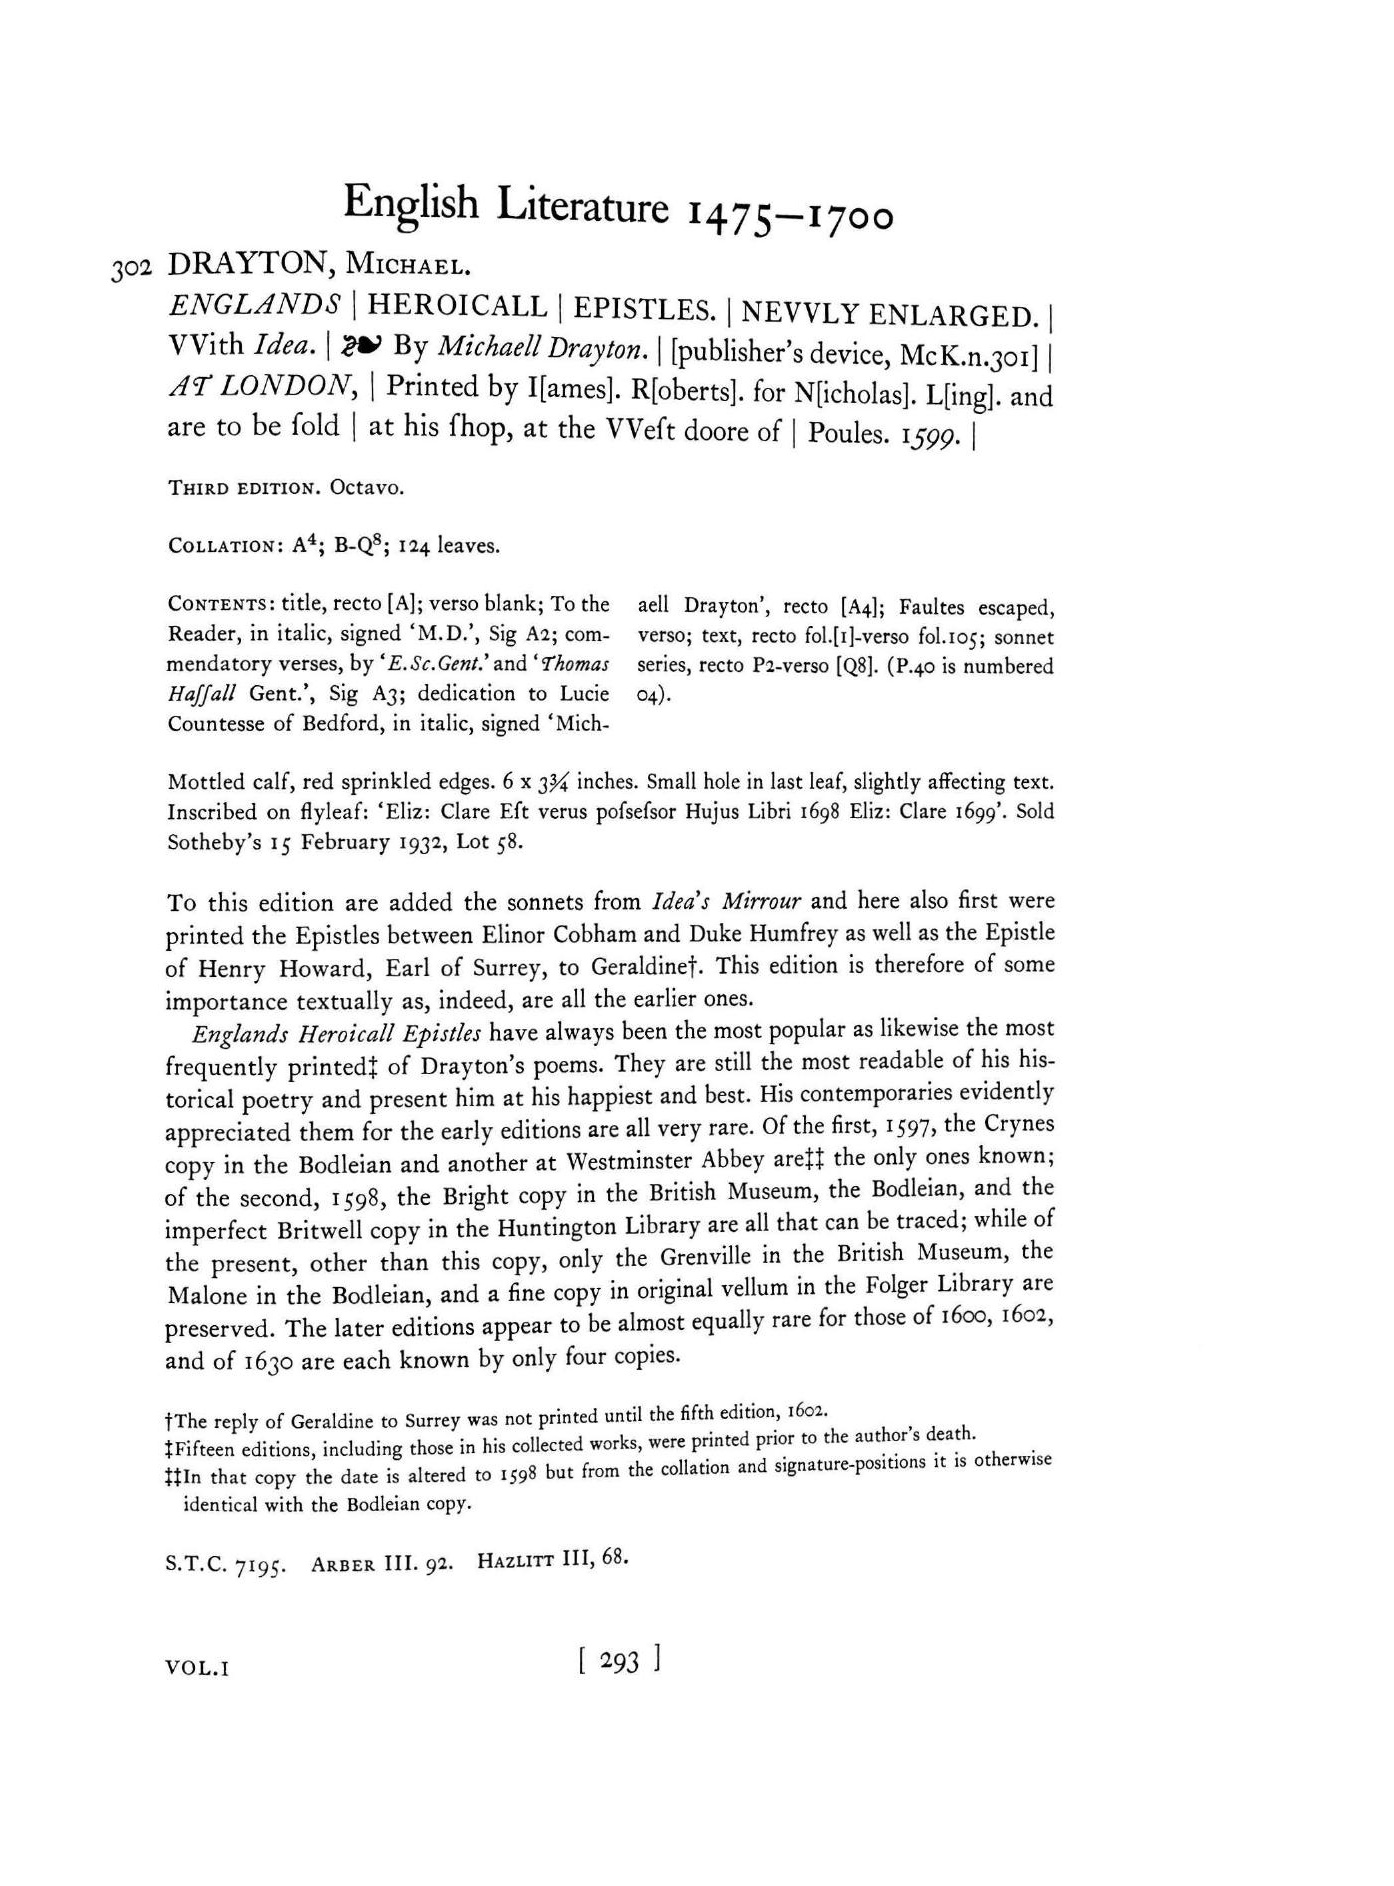 English Literature 1475–1700
302 DRAYTON, MICHAEL.
ENGLANDS | HEROICALL | EPISTLES. | NEVVLY ENLARGED. |
VVith Idea. | ❧ By Michaell Drayton. | [publisher's device, McK.n.301] |
AT LONDON, | Printed by I[ames]. R[oberts]. for N[icholas]. L[ing]. and
are to be ſold | at his ſhop, at the VVeſt doore of | Poules. 1599. |
THIRD EDITION. Octavo.
COLLATION: A⁴; B-Q⁸; 124 leaves.
CONTENTS: title, recto [A]; verso blank; To the
Reader, in italic, signed 'M.D.', Sig A2; com-
mendatory verses, by 'E.Sc.Gent.' and 'Thomas
Haſſall Gent.', Sig A3; dedication to Lucie
Countesse of Bedford, in italic, signed 'Mich-
aell Drayton', recto [A4]; Faultes escaped,
verso; text, recto fol.[1]-verso fol.105; sonnet
series, recto P2-verso [Q8]. (P.40 is numbered
04).
Mottled calf, red sprinkled edges. 6 x 3¾ inches. Small hole in last leaf, slightly affecting text.
Inscribed on flyleaf: 'Eliz: Clare Eſt verus poſseſsor Hujus Libri 1698 Eliz: Clare 1699'. Sold
Sotheby's 15 February 1932, Lot 58.
To this edition are added the sonnets from Idea's Mirrour and here also first were
printed the Epistles between Elinor Cobham and Duke Humfrey as well as the Epistle
of Henry Howard, Earl of Surrey, to Geraldine†. This edition is therefore of some
importance textually as, indeed, are all the earlier ones.
Englands Heroicall Epistles have always been the most popular as likewise the most
frequently printed‡ of Drayton's poems. They are still the most readable of his his-
torical poetry and present him at his happiest and best. His contemporaries evidently
appreciated them for the early editions are all very rare. Of the first, 1597, the Crynes
copy in the Bodleian and another at Westminster Abbey are‡‡ the only ones known;
of the second, 1598, the Bright copy in the British Museum, the Bodleian, and the
imperfect Britwell copy in the Huntington Library are all that can be traced; while of
the present, other than this copy, only the Grenville in the British Museum, the
Malone in the Bodleian, and a fine copy in original vellum in the Folger Library are
preserved. The later editions appear to be almost equally rare for those of 1600, 1602,
and of 1630 are each known by only four copies.
†The reply of Geraldine to Surrey was not printed until the fifth edition, 1602.
‡Fifteen editions, including those in his collected works, were printed prior to the author's death.
‡‡In that copy the date is altered to 1598 but from the collation and signature-positions it is otherwise
identical with the Bodleian copy.
S.T.C. 7195. ARBER III. 92. HAZLITT III, 68.
VOL.I [ 293 ]